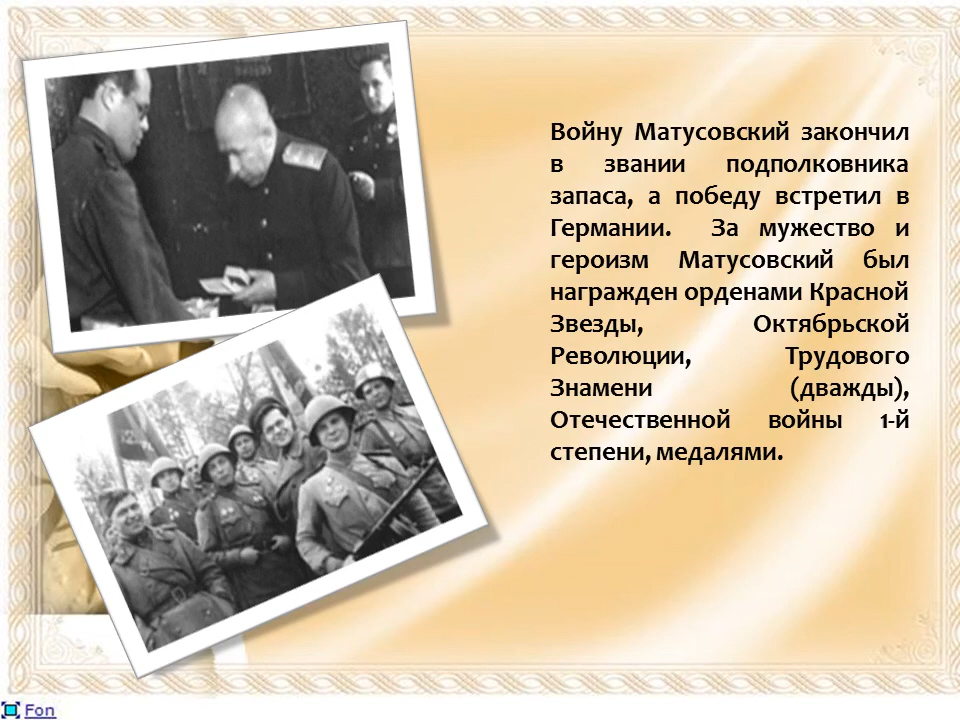 Войну Матусовский закончил
в звании подполковника
запаса, а победу встретил в
Германии. За мужество и
героизм Матусовский был
награжден орденами Красной
Звезды, Октябрьской
Революции, Трудового
Знамени (дважды),
Отечественной войны 1-й
степени, медалями.
Fon